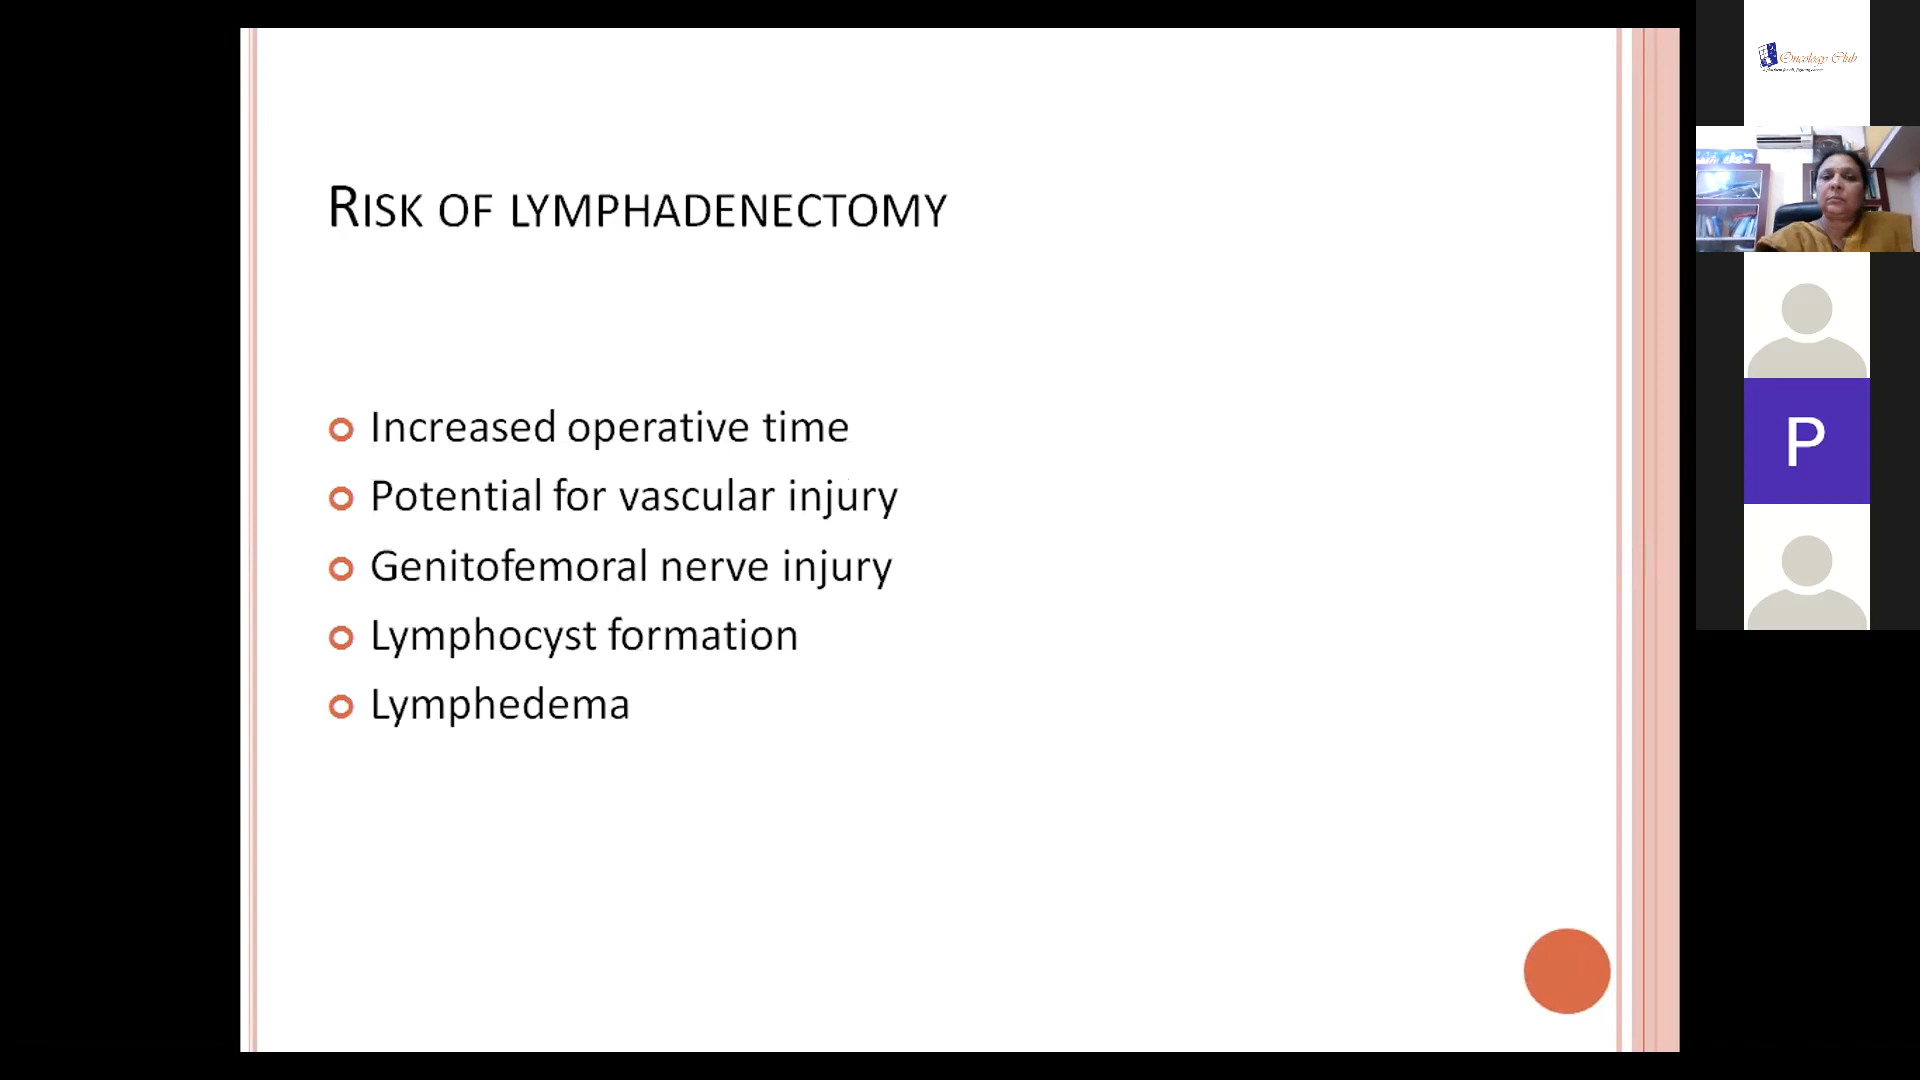 RISK OF LYMPHADENECTOMY
Increased operative time
Potential for vascular injury
Genitofemoral nerve injury
Lymphocyst formation
Lymphedema
Oncology Club
P